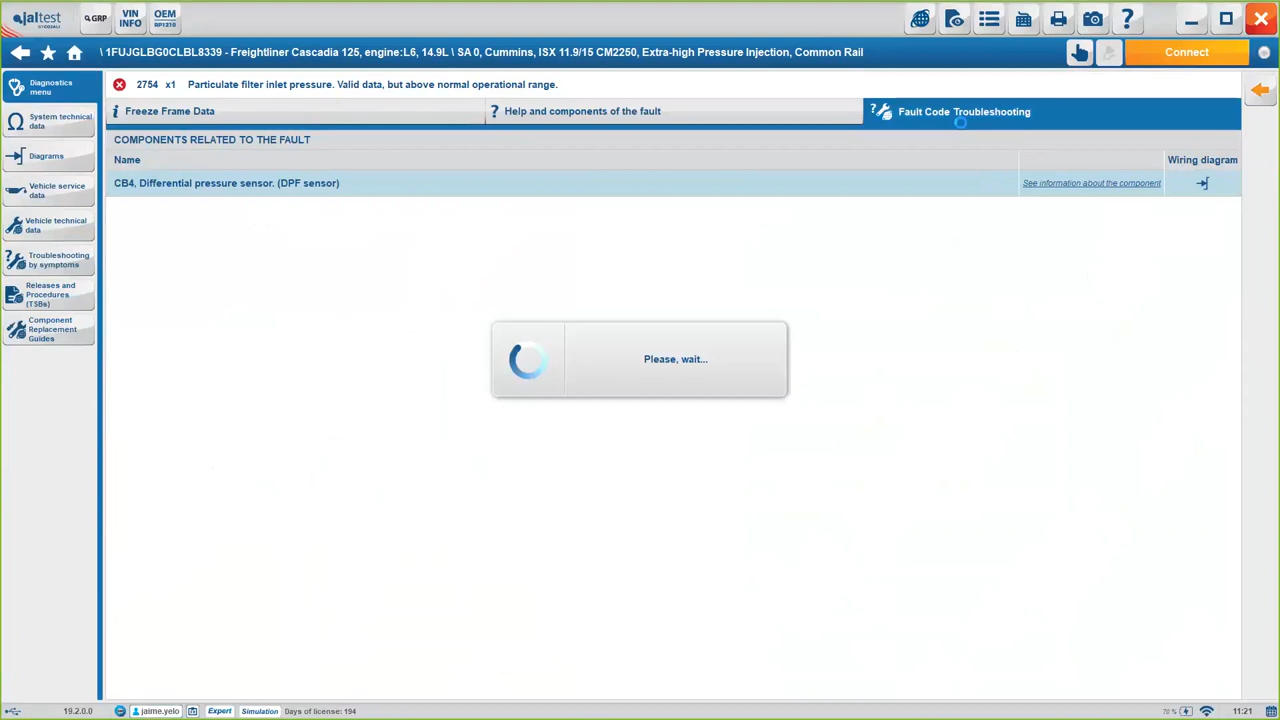 jaltest
BY COJALI
GRP
VIN
INFO
OEM
RP1210
\ 1FUJGLBG0CLBL8339 - Freightliner Cascadia 125, engine:L6, 14.9L \ SA 0, Cummins, ISX 11.9/15 CM2250, Extra-high Pressure Injection, Common Rail
Connect
Diagnostics
menu
System technical
data
Diagrams
Vehicle service
data
Vehicle technical
data
Troubleshooting
by symptoms
Releases and
Procedures
(TSBs)
Component
Replacement
Guides
2754 x1 Particulate filter inlet pressure. Valid data, but above normal operational range.
Freeze Frame Data
Help and components of the fault
Fault Code Troubleshooting
COMPONENTS RELATED TO THE FAULT
Name
Wiring diagram
CB4, Differential pressure sensor. (DPF sensor)
See information about the component
Please, wait...
19.2.0.0
jaime.yelo
Expert
Simulation
Days of license: 194
70 %
11:21